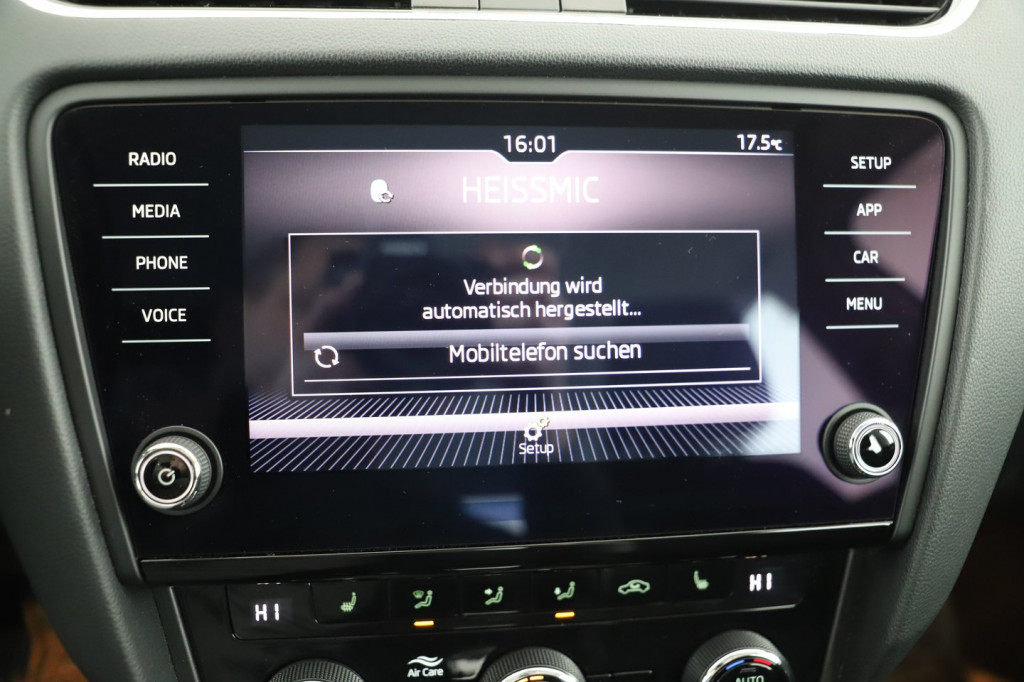 16:01
17.5°C
RADIO
MEDIA
PHONE
VOICE
HEISSMIC
Verbindung wird
automatisch hergestellt...
Mobiltelefon suchen
Setup
SETUP
APP
CAR
MENU
HI
HI
Air Care
AUTO